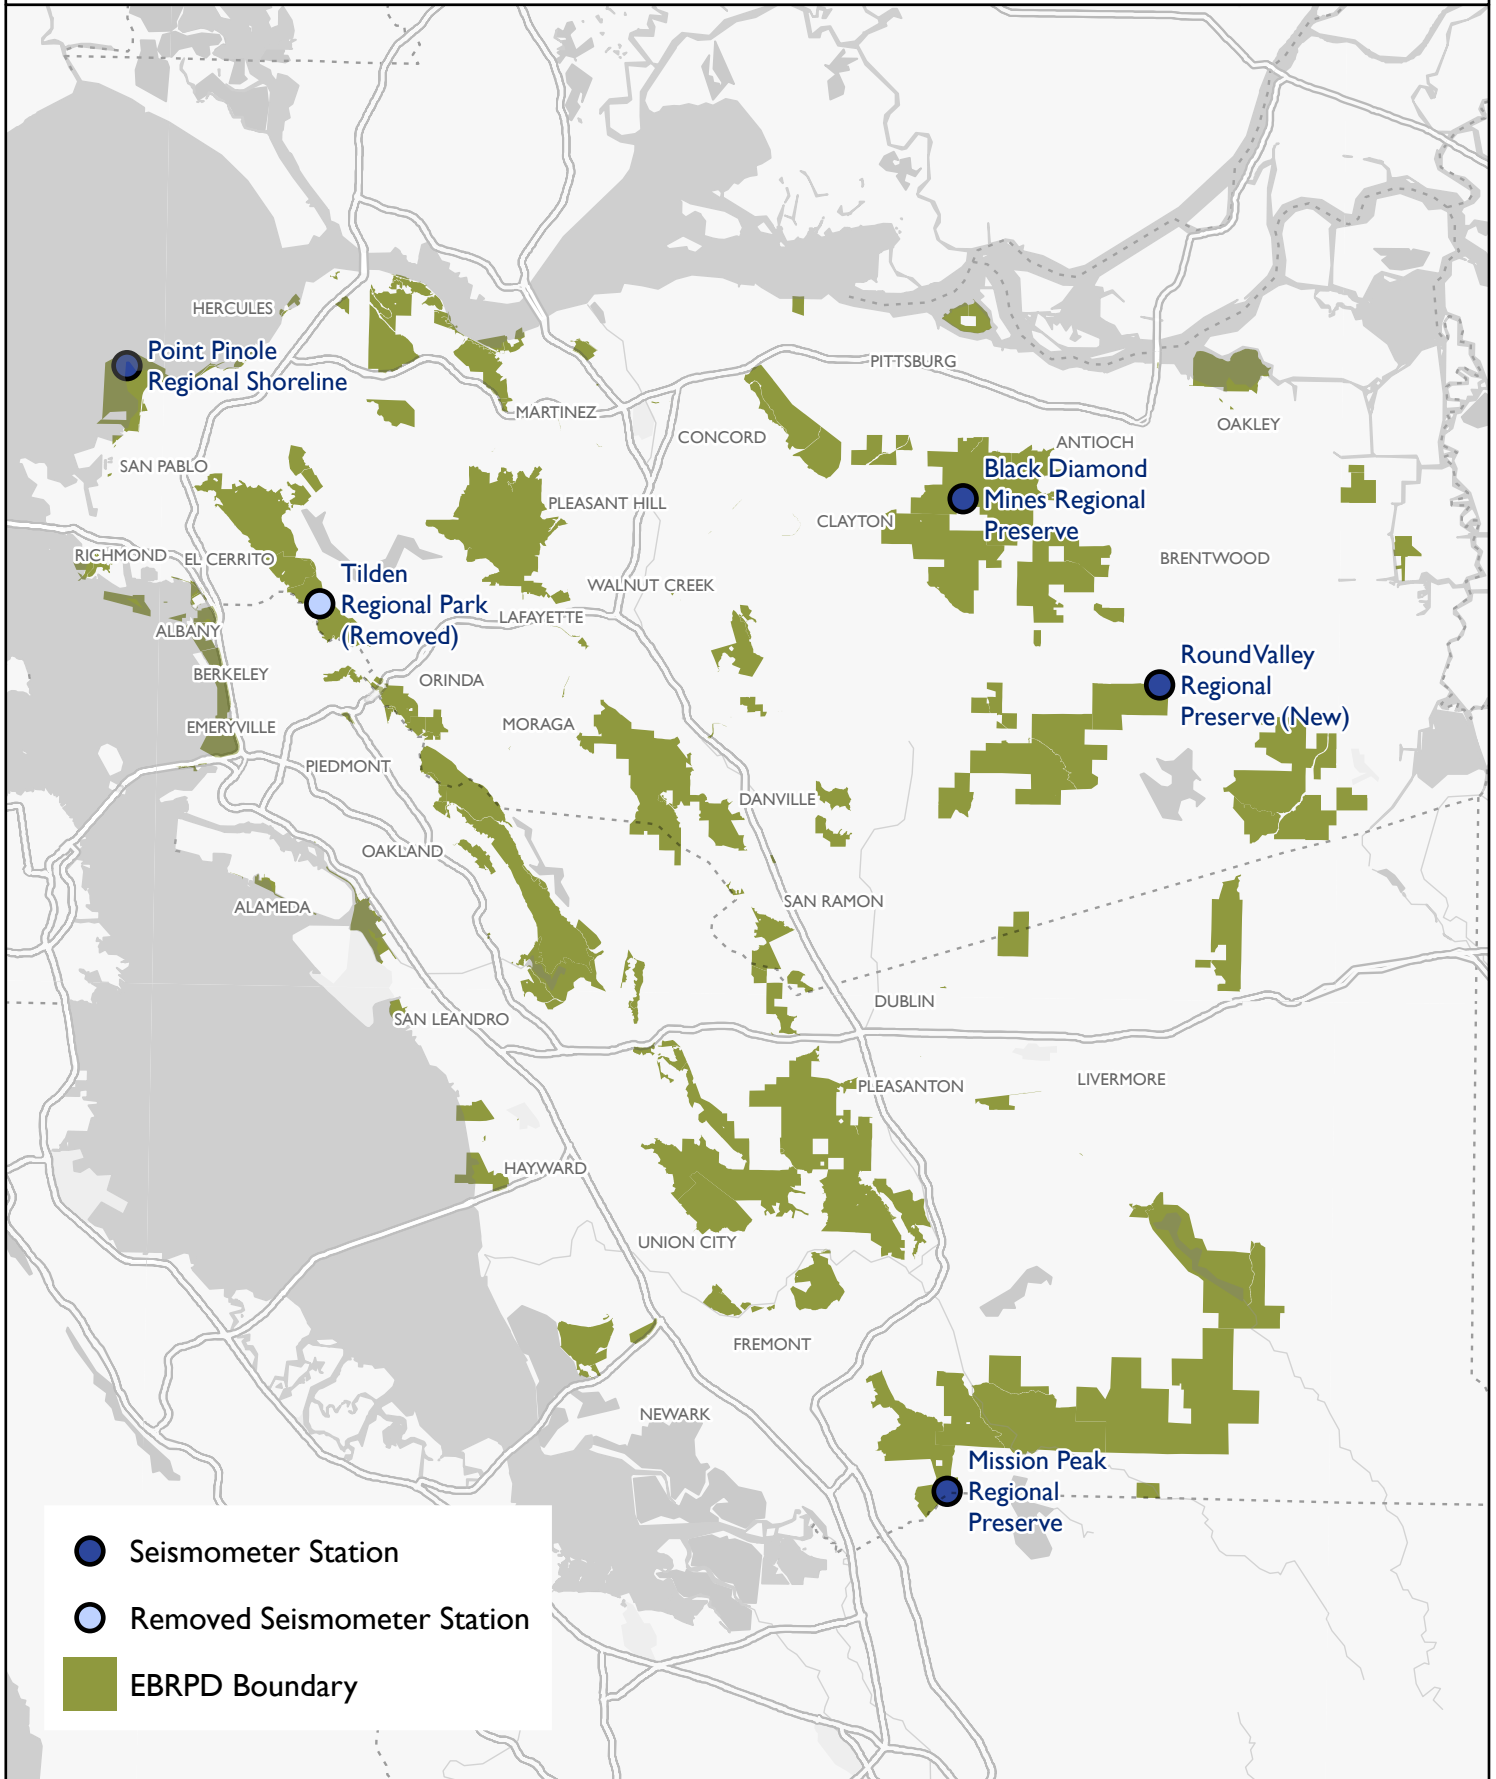 HERCULES
Point Pinole
Regional Shoreline
PITTSBURG
MARTINEZ
OAKLEY
CONCORD
ANTIOCH
SAN PABLO
Black Diamond
Mines Regional
Preserve
PLEASANT HILL
CLAYTON
RICHMOND
EL CERRITO
BRENTWOOD
Tilden
Regional Park
(Removed)
WALNUT CREEK
LAFAYETTE
ALBANY
Round Valley
Regional
Preserve (New)
BERKELEY
ORINDA
MORAGA
EMERYVILLE
PIEDMONT
DANVILLE
OAKLAND
SAN RAMON
ALAMEDA
DUBLIN
SAN LEANDRO
LIVERMORE
PLEASANTON
HAYWARD
UNION CITY
FREMONT
NEWARK
Mission Peak
Regional
Preserve
Seismometer Station
Removed Seismometer Station
EBRPD Boundary